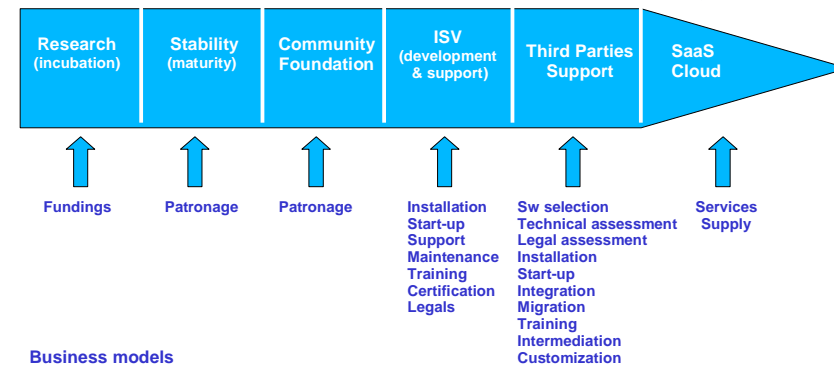 Research
(incubation)
Stability
(maturity)
Community
Foundation
ISV
(development
& support)
Third Parties
Support
SaaS
Cloud
Fundings
Patronage
Patronage
Installation
Start-up
Support
Maintenance
Training
Certification
Legals
Sw selection
Technical assessment
Legal assessment
Installation
Start-up
Integration
Migration
Training
Intermediation
Customization
Services
Supply
Business models